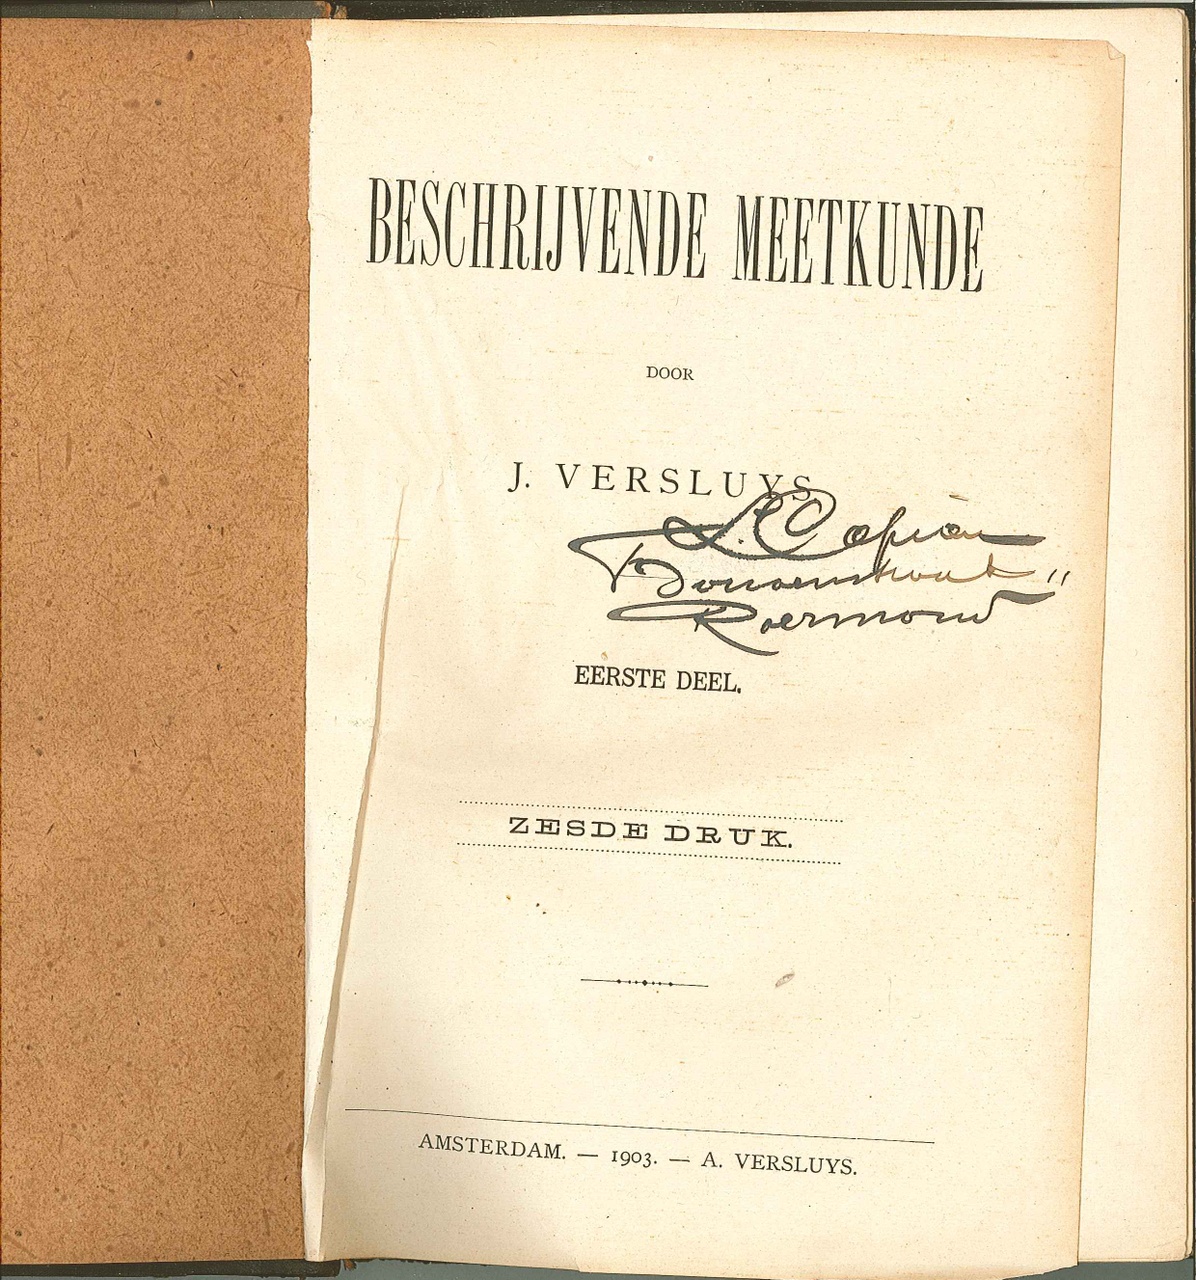 BESCHRIJVENDE MEETKUNDE
DOOR
J. VERSLUYS
L. C.
Roermond
EERSTE DEEL.
ZESDE DRUK.
AMSTERDAM. — 1903. — A. VERSLUYS.